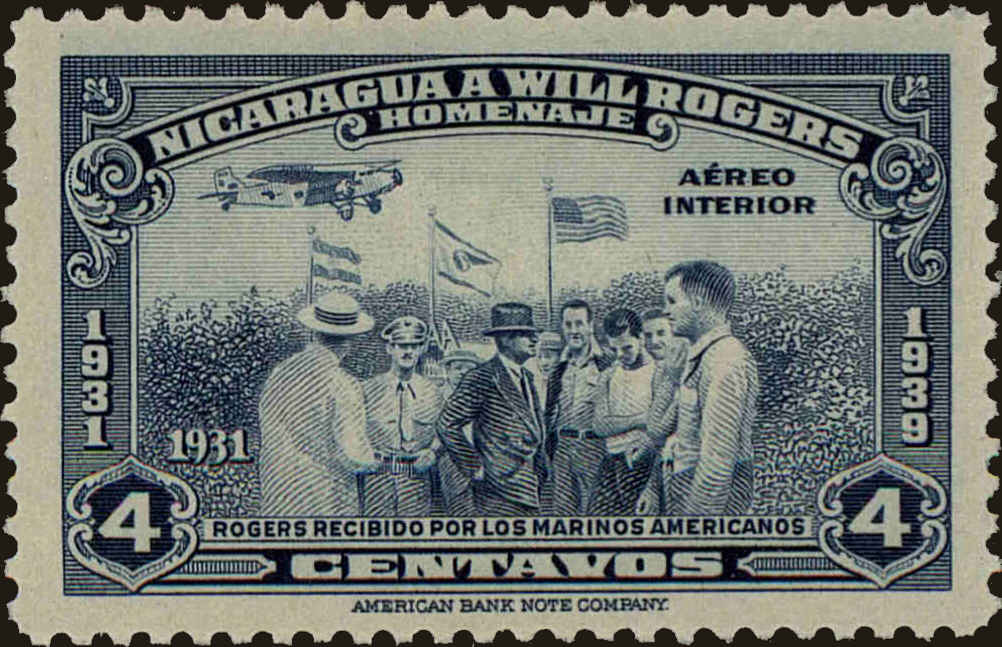 NICARAGUA A WILL ROGERS
HOMENAJE
AÉREO
INTERIOR
1931
1939
1931
4
4
ROGERS RECIBIDO POR LOS MARINOS AMERICANOS
CENTAVOS
AMERICAN BANK NOTE COMPANY.